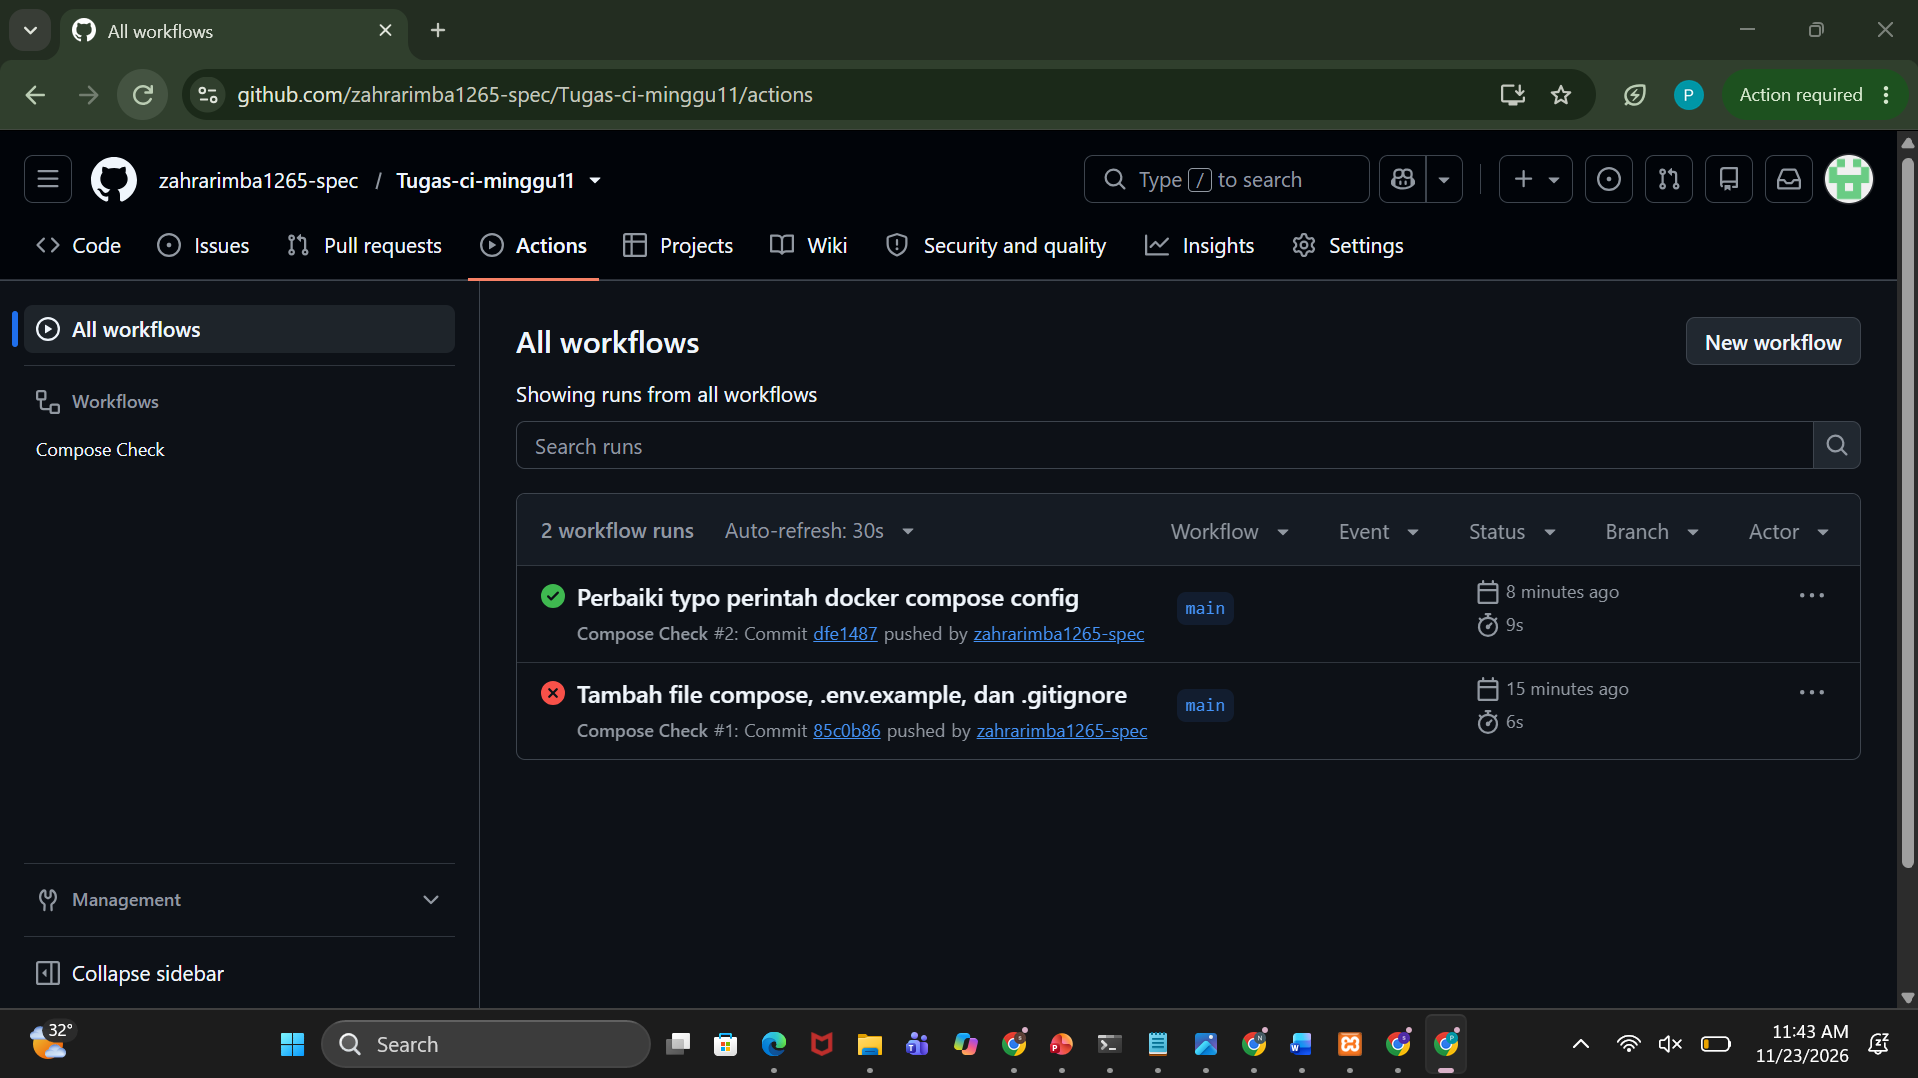 All workflows
github.com/zahrarimba1265-spec/Tugas-ci-minggu11/actions
P
Action required
zahrarimba1265-spec / Tugas-ci-minggu11
Type / to search
Code
Issues
Pull requests
Actions
Projects
Wiki
Security and quality
Insights
Settings
All workflows
Workflows
Compose Check
Management
Collapse sidebar
All workflows
New workflow
Showing runs from all workflows
Search runs
2 workflow runs
Auto-refresh: 30s
Workflow
Event
Status
Branch
Actor
Perbaiki typo perintah docker compose config
Compose Check #2: Commit dfe1487 pushed by zahrarimba1265-spec
main
8 minutes ago
9s
Tambah file compose, .env.example, dan .gitignore
Compose Check #1: Commit 85c0b86 pushed by zahrarimba1265-spec
main
15 minutes ago
6s
32°
Search
11:43 AM
11/23/2026